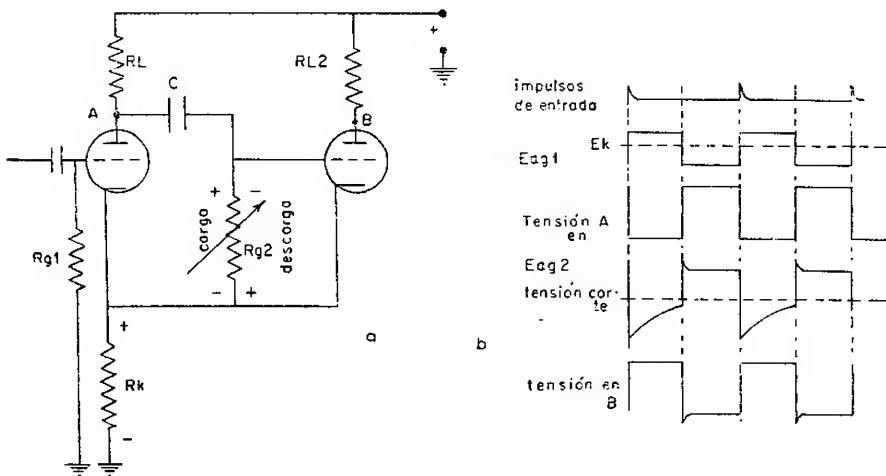 RL
RL2
+
C
A
B
Rg1
+
-
carga
Rg2
descarga
-
+
+
Rk
-
a
b
impulsos
de entrada
Ek
Eag1
Tensión A
en
Eag2
tensión cor-
te
tensión en
B